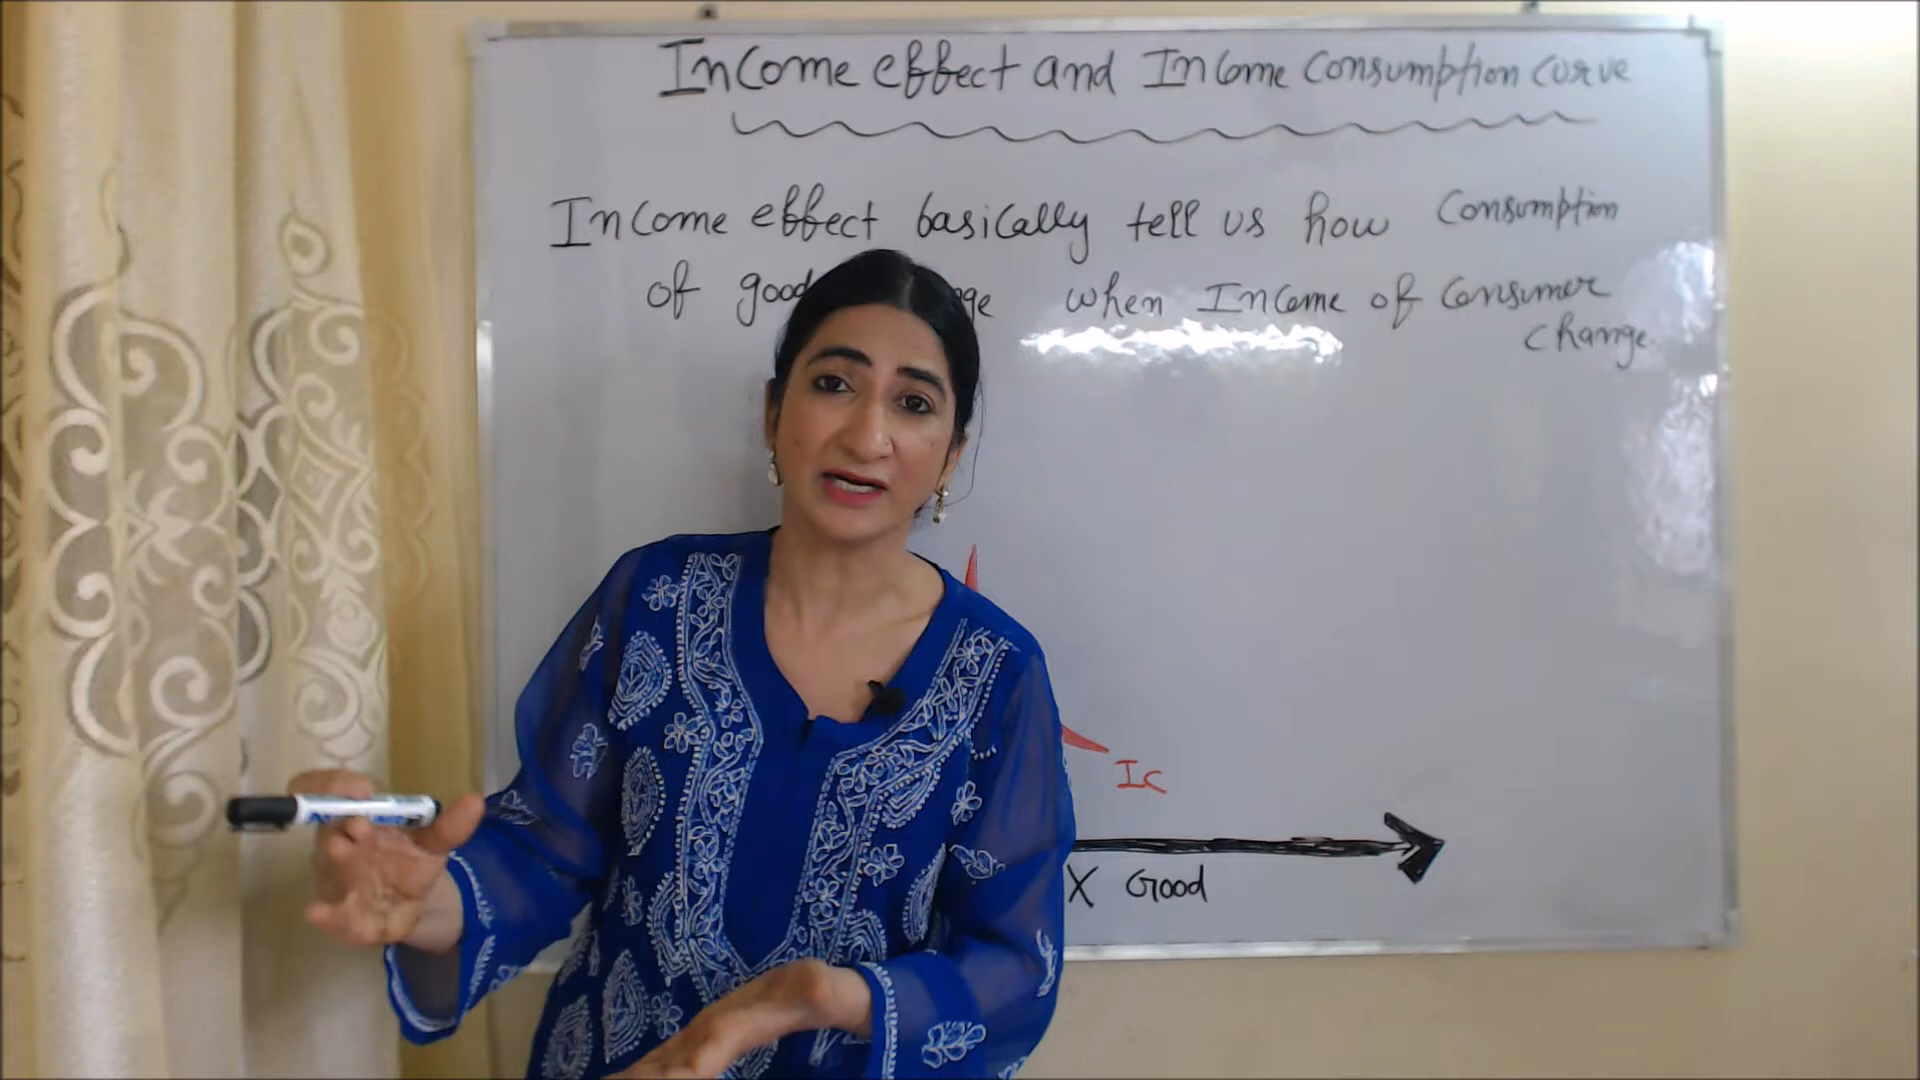 Income effect and Income Consumption curve
Income effect basically tell us how Consumption
of good when Income of Consumer
change.
IC
X Good